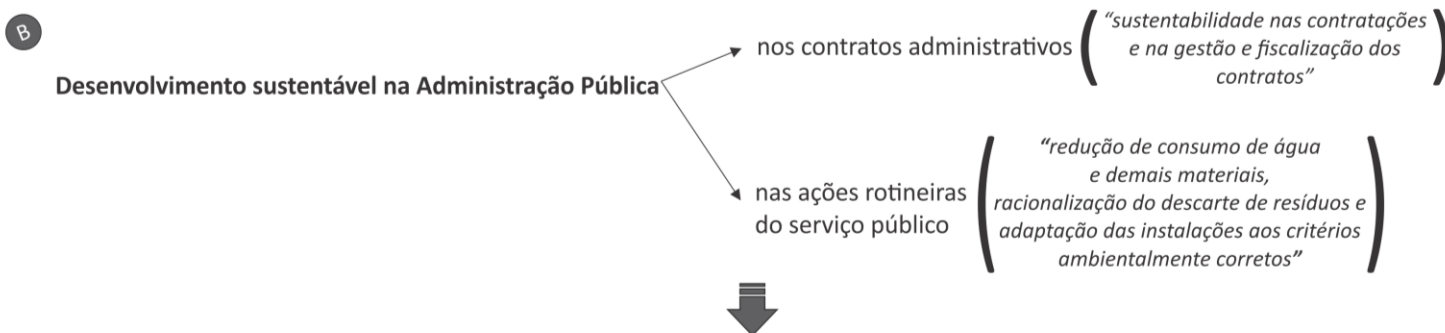 B
Desenvolvimento sustentável na Administração Pública
nos contratos administrativos
“sustentabilidade nas contratações
e na gestão e fiscalização dos
contratos”
nas ações rotineiras
do serviço público
“redução de consumo de água
e demais materiais,
racionalização do descarte de resíduos e
adaptação das instalações aos critérios
ambientalmente corretos”